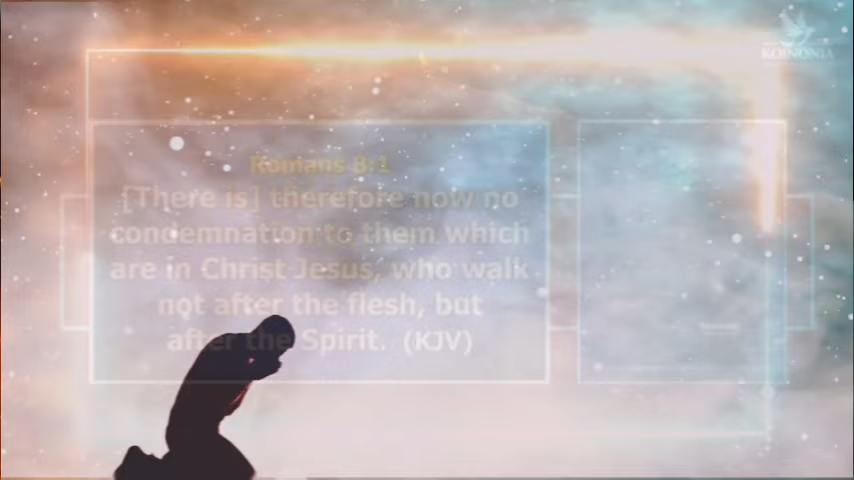 KOINONIA
Romans 8:1
[There is] therefore now no
condemnation to them which
are in Christ Jesus, who walk
not after the flesh, but
after the Spirit. (KJV)